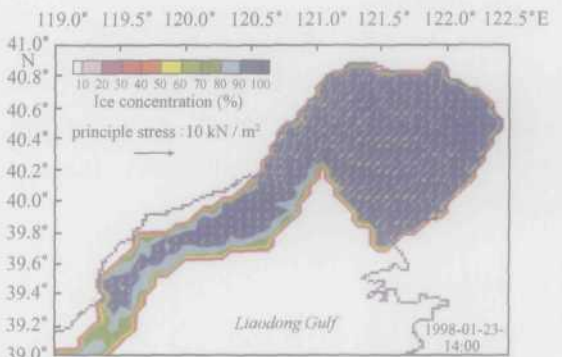 119.0° 119.5° 120.0° 120.5° 121.0° 121.5° 122.0° 122.5°E
41.0°
N
40.8°
40.6°
40.4°
40.2°
40.0°
39.8°
39.6°
39.4°
39.2°
39.0°
10 20 30 40 50 60 70 80 90 100
Ice concentration (%)
principle stress : 10 kN / m²
Liaodong Gulf
1998-01-23-
14:00